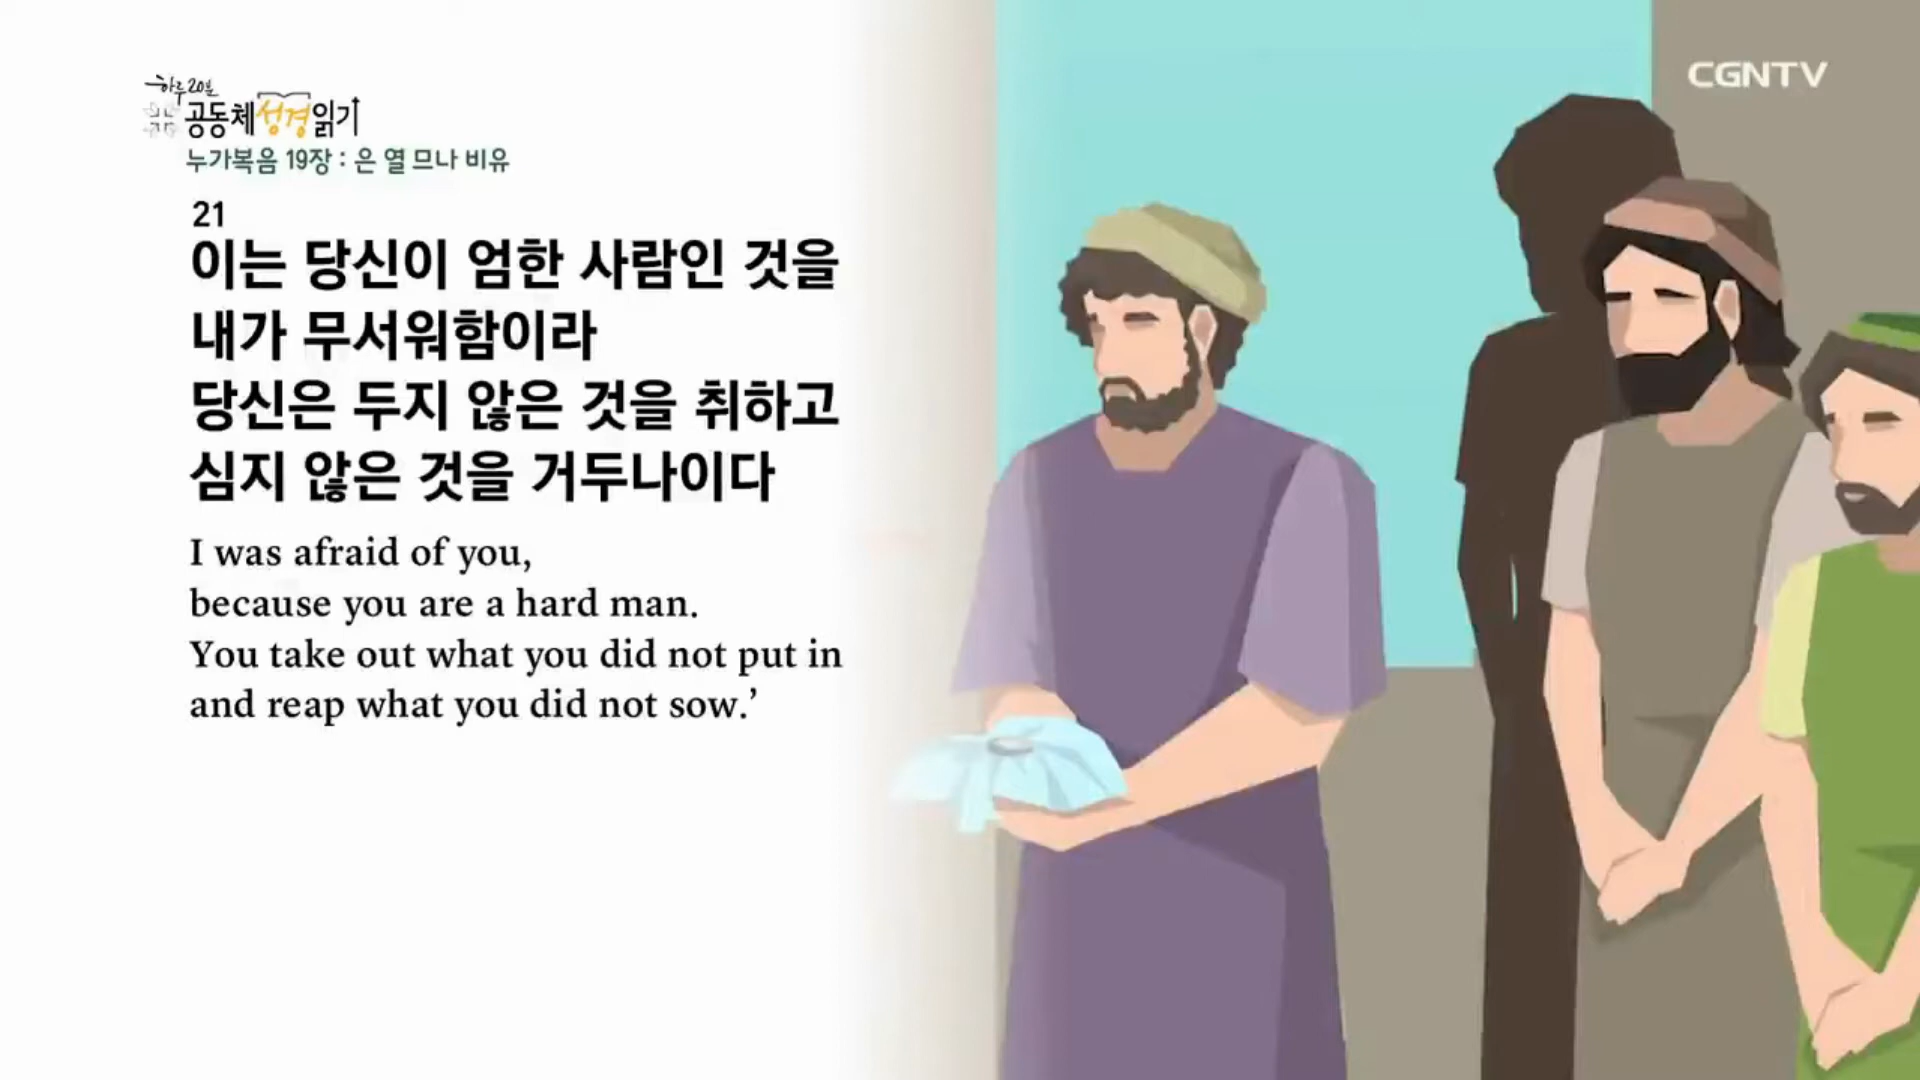 하루 20분
공동체성경읽기
CGNTV
누가복음 19장 : 은 열 므나 비유
21
이는 당신이 엄한 사람인 것을
내가 무서워함이라
당신은 두지 않은 것을 취하고
심지 않은 것을 거두나이다
I was afraid of you,
because you are a hard man.
You take out what you did not put in
and reap what you did not sow.’